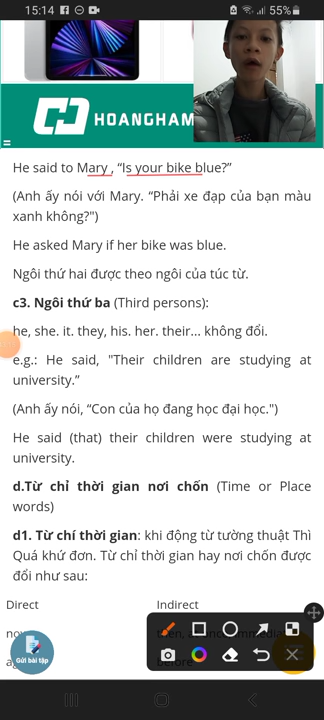 15:14
55%
HOANGHAM
He said to Mary , “Is your bike blue?”
(Anh ấy nói với Mary. “Phải xe đạp của bạn màu
xanh không?")
He asked Mary if her bike was blue.
Ngôi thứ hai được theo ngôi của túc từ.
c3. Ngôi thứ ba (Third persons):
he, she. it. they, his. her. their... không đổi.
e.g.: He said, "Their children are studying at
university.”
(Anh ấy nói, “Con của họ đang học đại học.")
He said (that) their children were studying at
university.
d.Từ chỉ thời gian nơi chốn (Time or Place
words)
d1. Từ chí thời gian: khi động từ tường thuật Thì
Quá khứ đơn. Từ chỉ thời gian hay nơi chốn được
đổi như sau:
Direct Indirect
Gửi bài tập
before